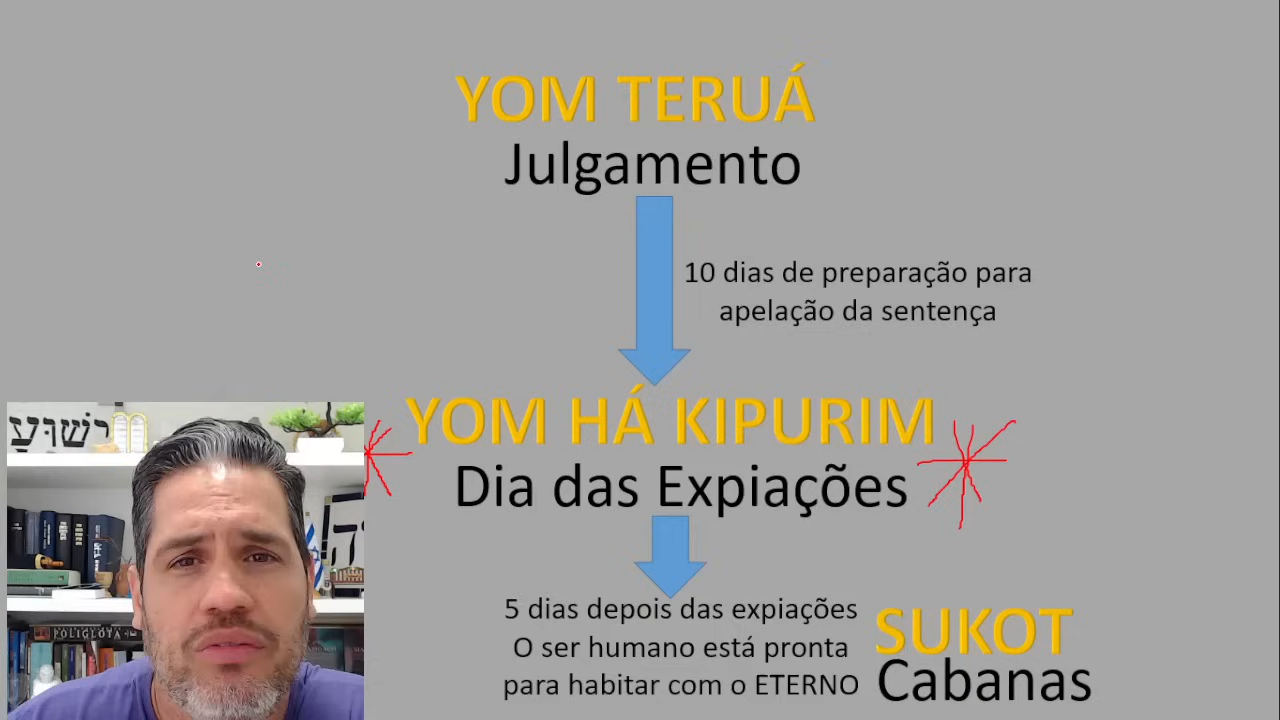 YOM TERUÁ
Julgamento
10 dias de preparação para
apelação da sentença
YOM HÁ KIPURIM
Dia das Expiações
5 dias depois das expiações
O ser humano está pronta
para habitar com o ETERNO
SUKOT
Cabanas
ישוע
POLIGLOTA